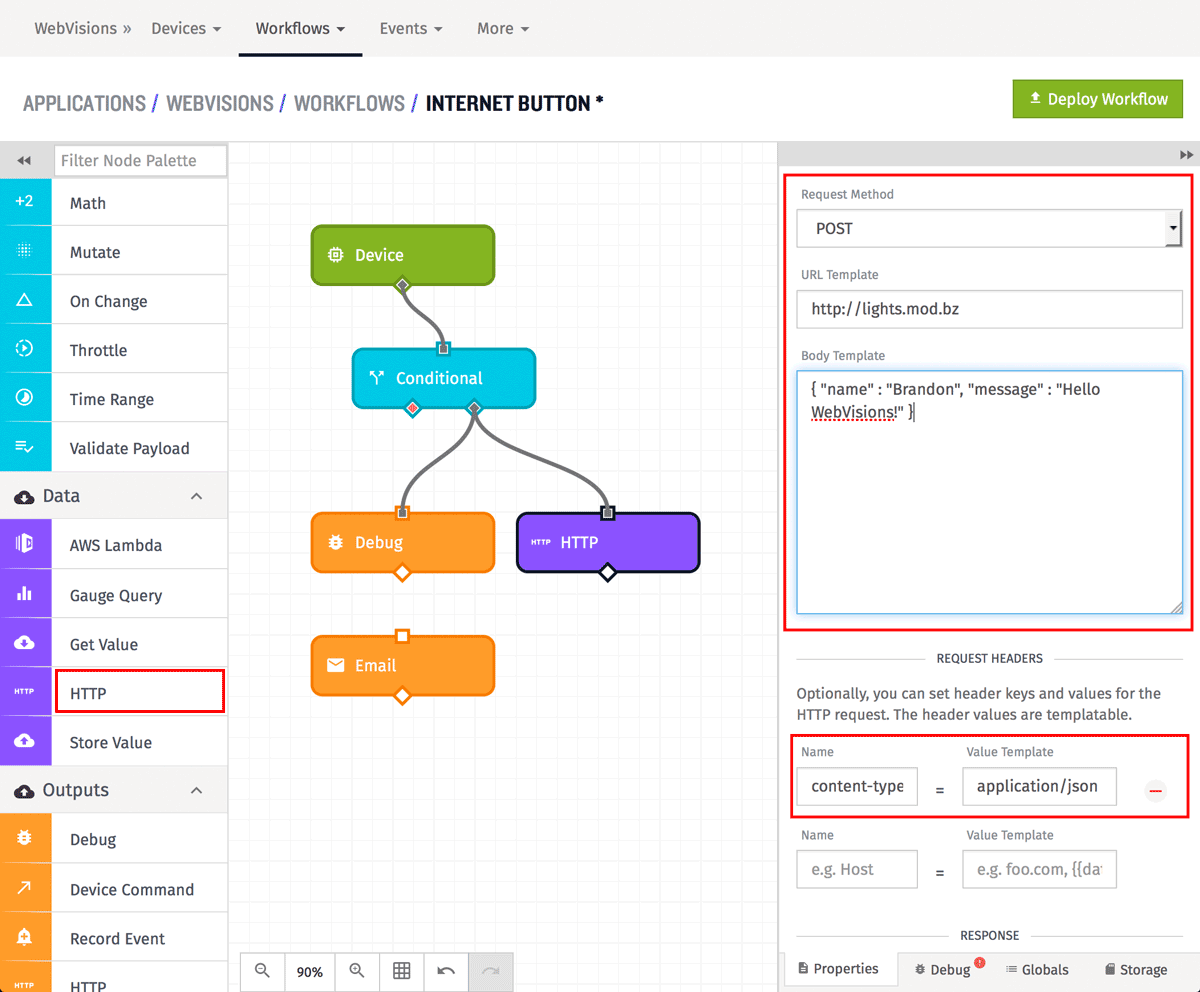 WebVisions » Devices Workflows Events More
APPLICATIONS / WEBVISIONS / WORKFLOWS / INTERNET BUTTON *
Deploy Workflow
Filter Node Palette
+2 Math
Mutate
On Change
Throttle
Time Range
Validate Payload
Data
AWS Lambda
Gauge Query
Get Value
HTTP HTTP
Store Value
Outputs
Debug
Device Command
Record Event
HTTP HTTP
Device
Conditional
Debug
HTTP HTTP
Email
90%
Request Method
POST
URL Template
http://lights.mod.bz
Body Template
{ "name" : "Brandon", "message" : "Hello
WebVisions!" }
REQUEST HEADERS
Optionally, you can set header keys and values for the
HTTP request. The header values are templatable.
Name Value Template
content-type = application/json
Name Value Template
e.g. Host = e.g. foo.com, {{da
RESPONSE
Properties Debug ! Globals Storage